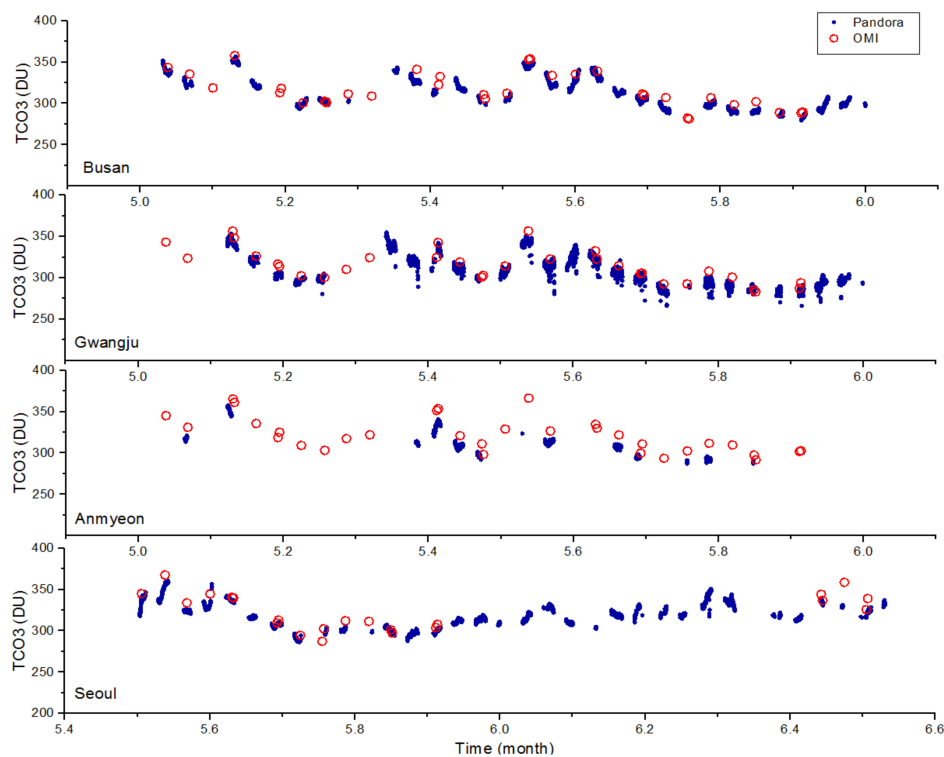 Pandora
OMI
400
350
300
250
TCO3 (DU)
Busan
5.0 5.2 5.4 5.6 5.8 6.0
400
350
300
250
TCO3 (DU)
Gwangju
5.0 5.2 5.4 5.6 5.8 6.0
400
350
300
250
TCO3 (DU)
Anmyeon
5.0 5.2 5.4 5.6 5.8 6.0
400
350
300
250
200
TCO3 (DU)
Seoul
5.4 5.6 5.8 6.0 6.2 6.4 6.6
Time (month)